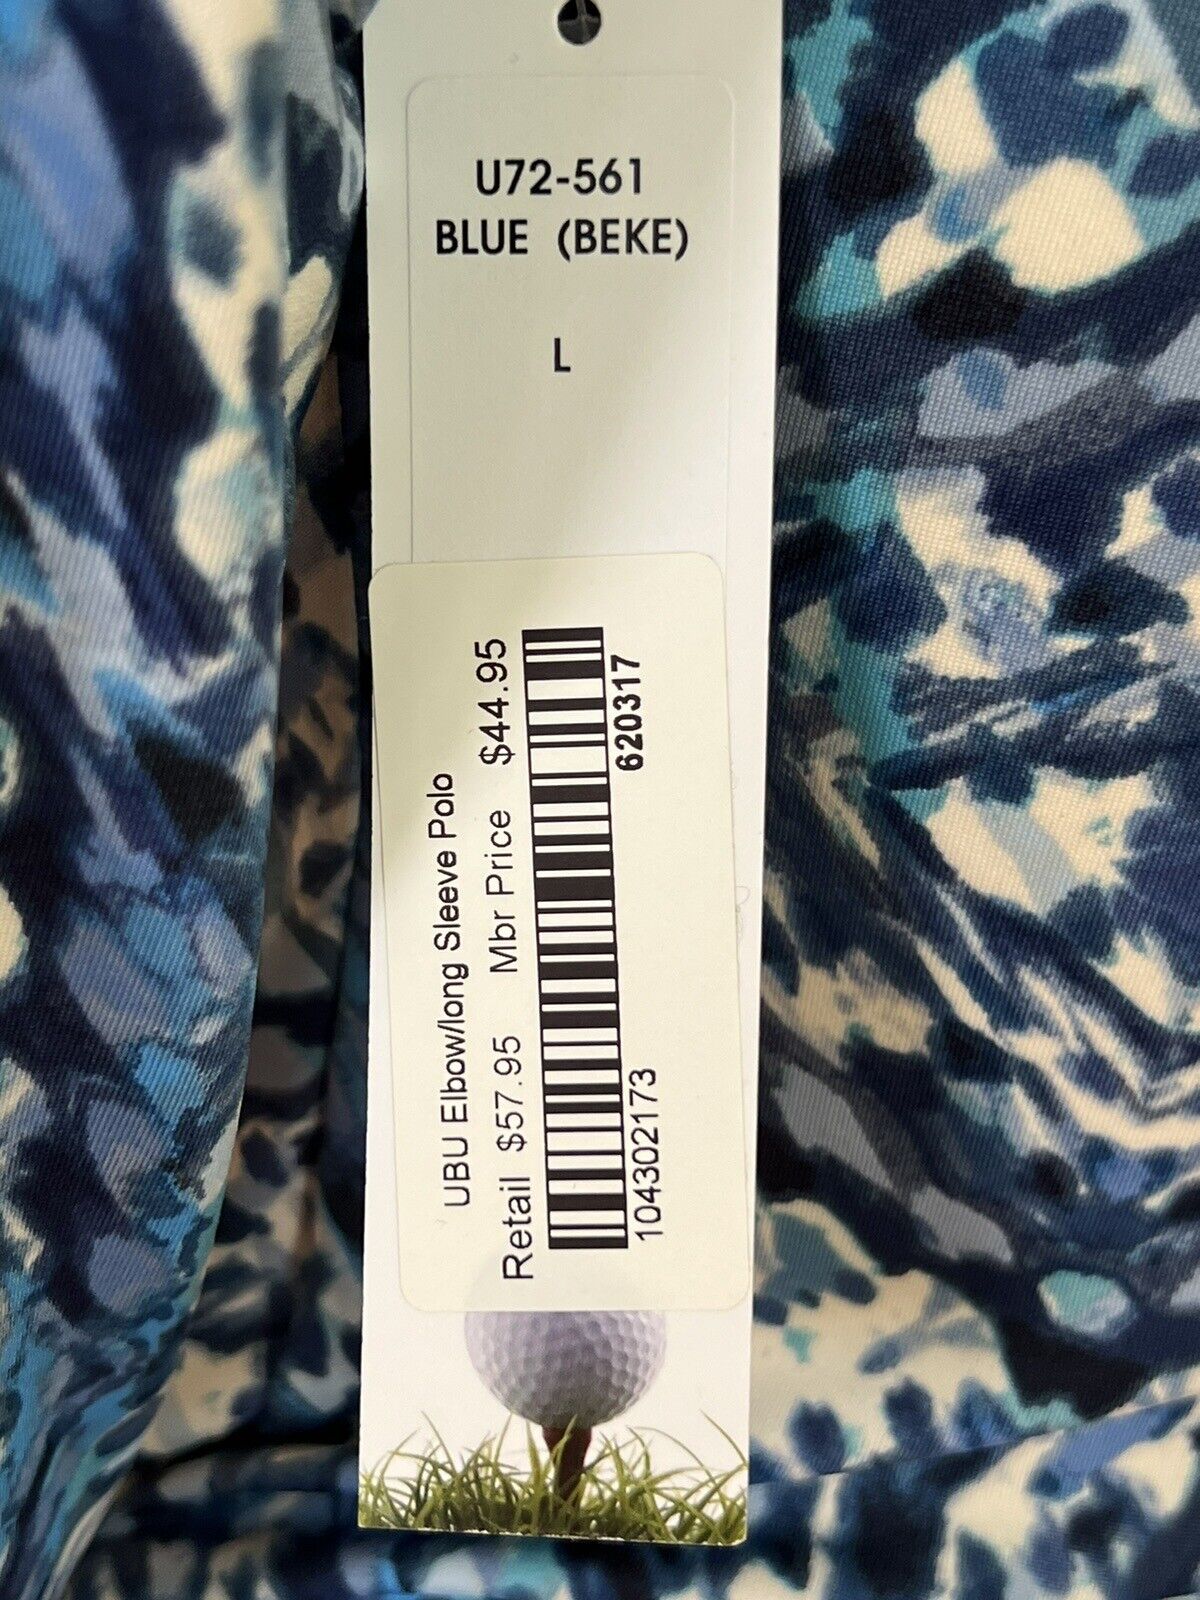 U72-561
BLUE (BEKE)
L
UBU Elbow/long Sleeve Polo
Retail $57.95 Mbr Price $44.95
104302173 620317